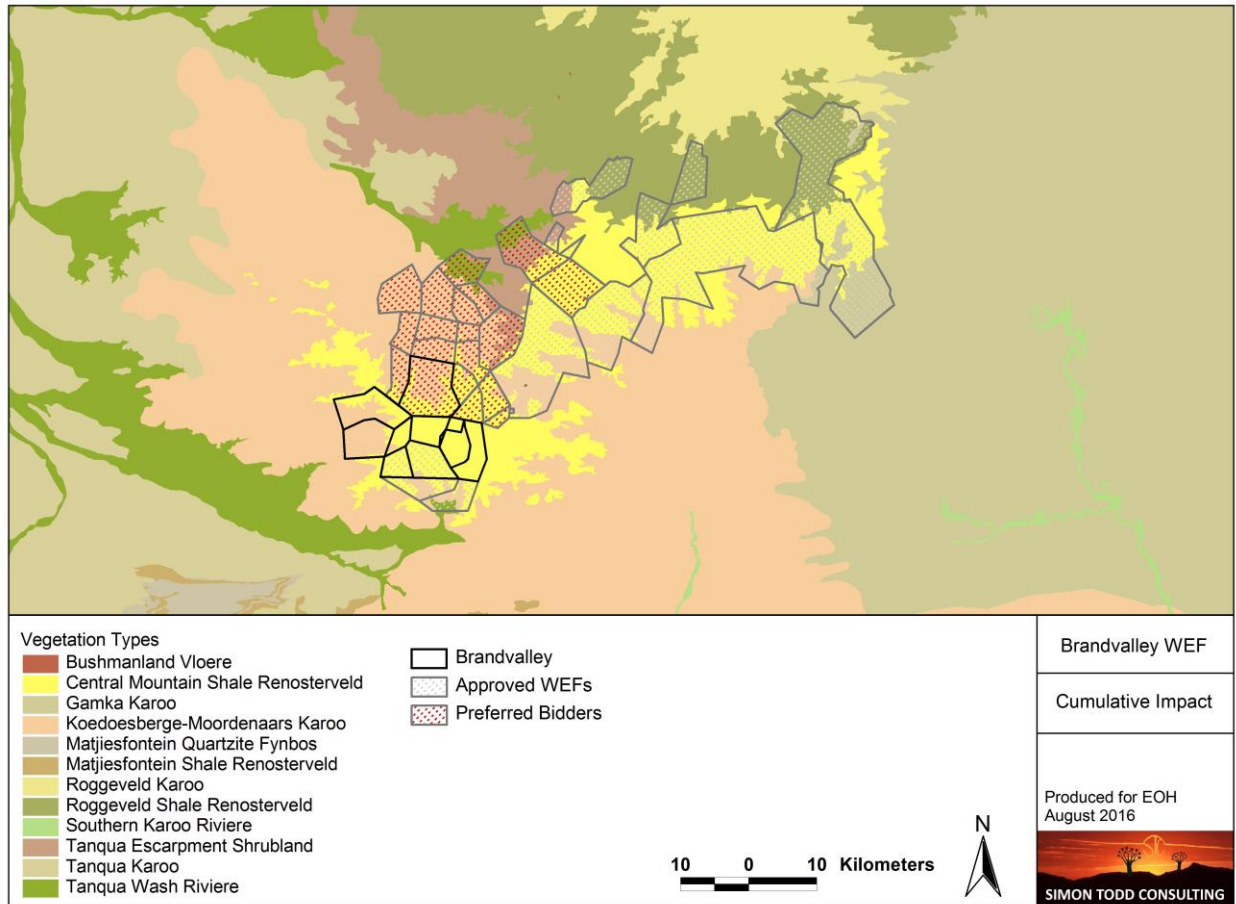 Vegetation Types
Bushmanland Vloere
Central Mountain Shale Renosterveld
Gamka Karoo
Koedoesberge-Moordenaars Karoo
Matjiesfontein Quartzite Fynbos
Matjiesfontein Shale Renosterveld
Roggeveld Karoo
Roggeveld Shale Renosterveld
Southern Karoo Riviere
Tanqua Escarpment Shrubland
Tanqua Karoo
Tanqua Wash Riviere
Brandvalley
Approved WEFs
Preferred Bidders
10 0 10 Kilometers
N
Brandvalley WEF
Cumulative Impact
Produced for EOH
August 2016
SIMON TODD CONSULTING